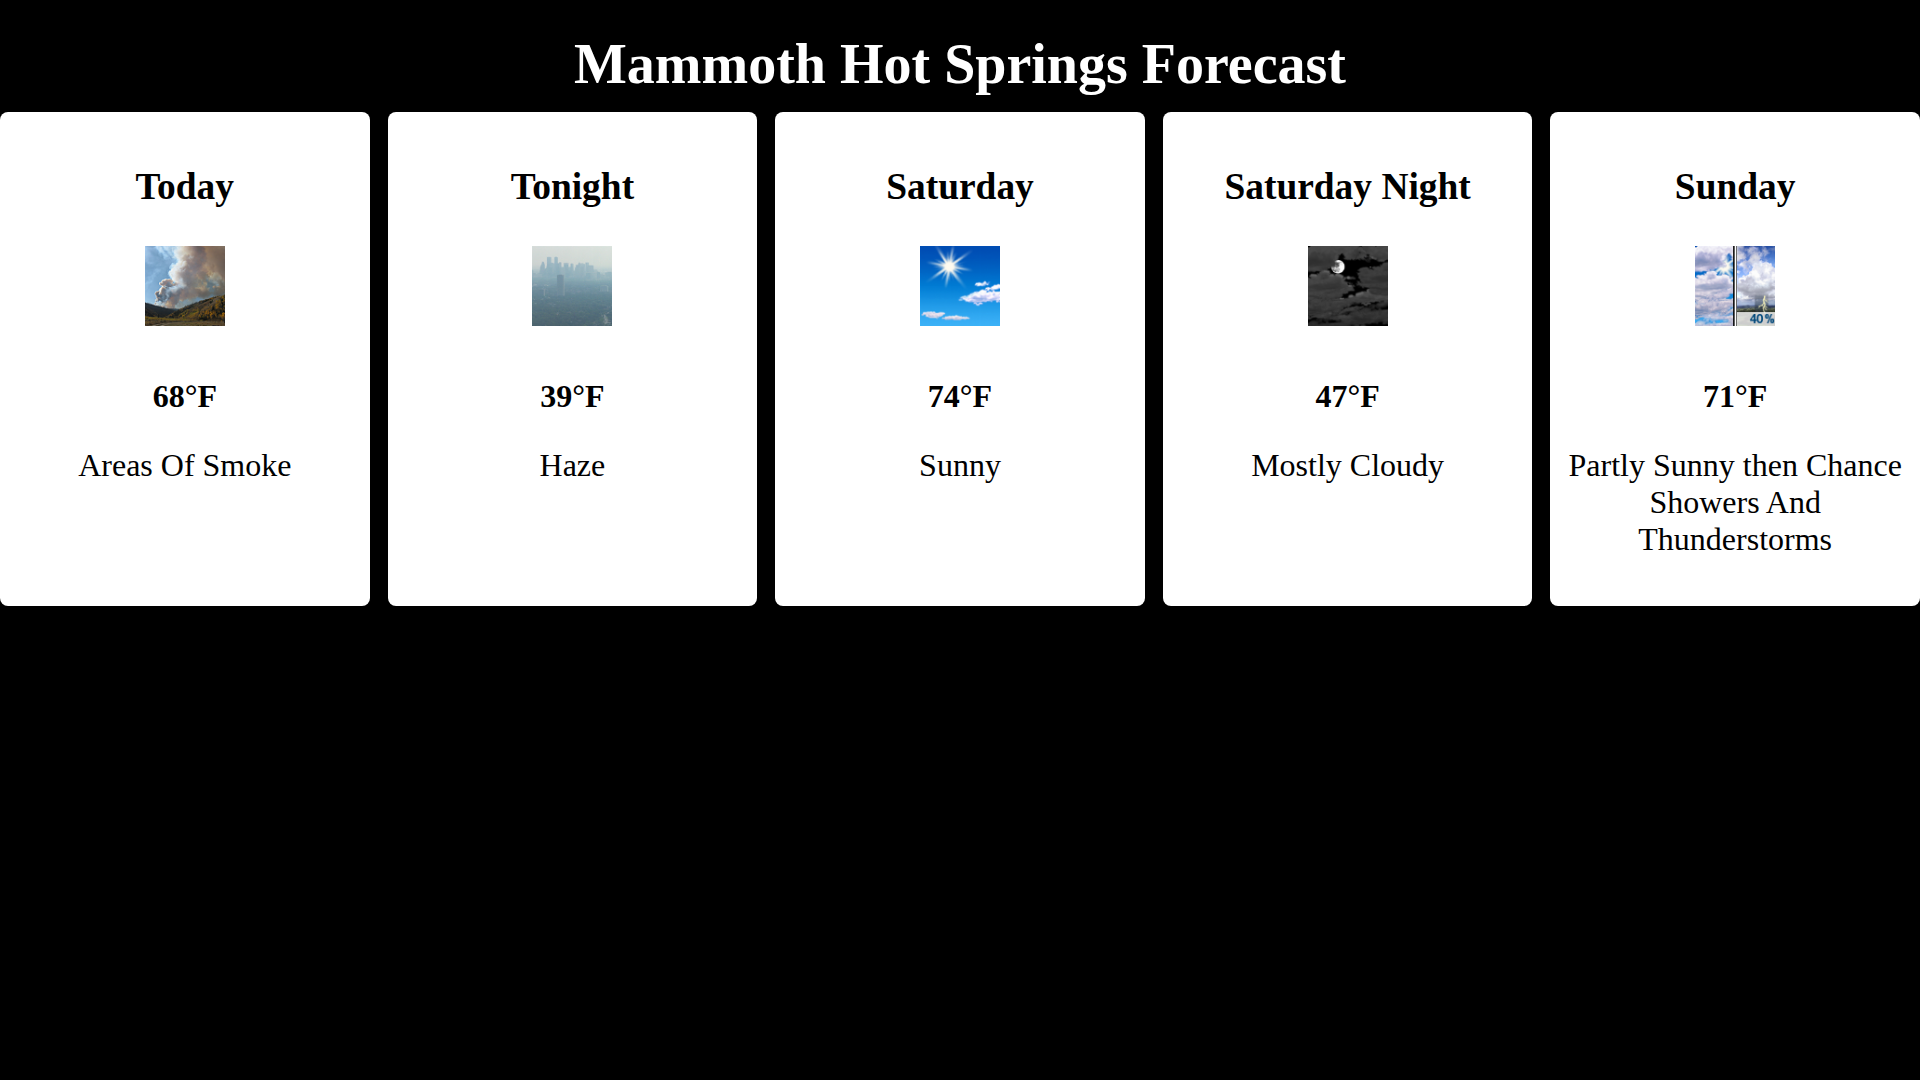 Mammoth Hot Springs Forecast
Today
68°F
Areas Of Smoke
Tonight
39°F
Haze
Saturday
74°F
Sunny
Saturday Night
47°F
Mostly Cloudy
Sunday
40%
71°F
Partly Sunny then Chance
Showers And
Thunderstorms